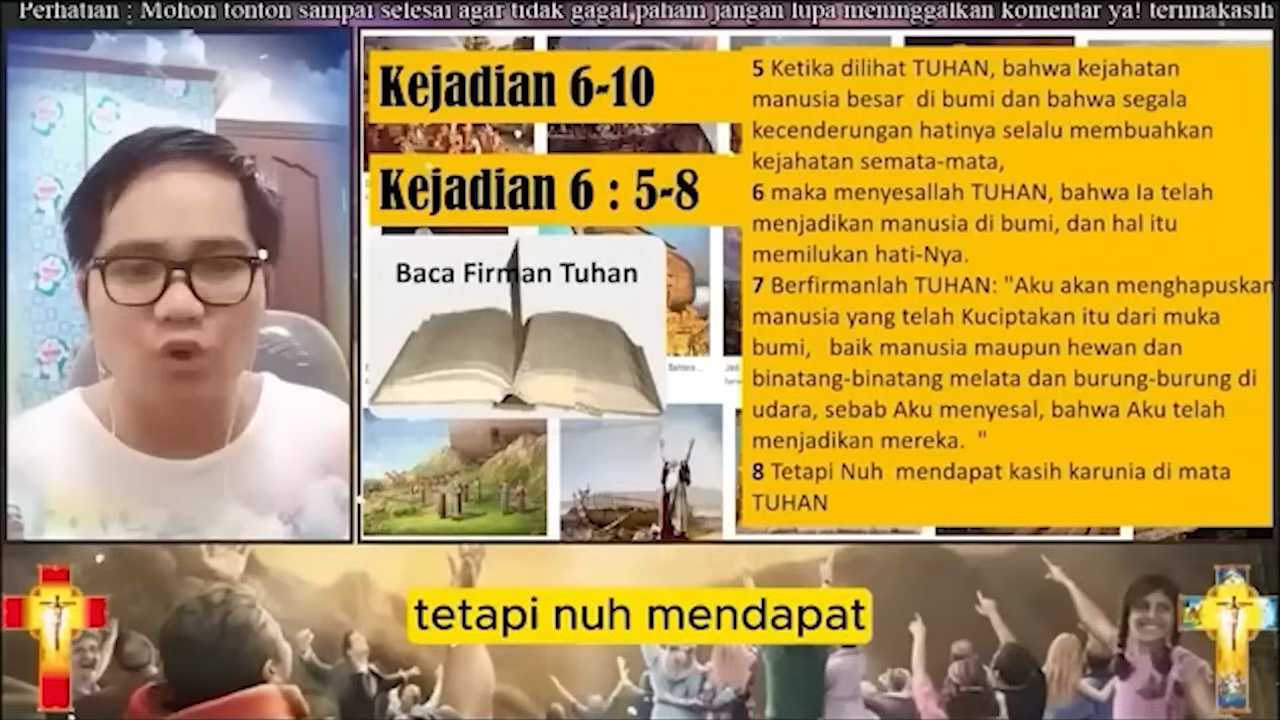 Perhatian : Mohon tonton sampai selesai agar tidak gagal paham jangan lupa meninggalkan komentar ya! terimakasih
Kejadian 6-10
Kejadian 6 : 5-8
Baca Firman Tuhan
5 Ketika dilihat TUHAN, bahwa kejahatan
manusia besar di bumi dan bahwa segala
kecenderungan hatinya selalu membuahkan
kejahatan semata-mata,
6 maka menyesallah TUHAN, bahwa Ia telah
menjadikan manusia di bumi, dan hal itu
memilukan hati-Nya.
7 Berfirmanlah TUHAN: "Aku akan menghapuskan
manusia yang telah Kuciptakan itu dari muka
bumi, baik manusia maupun hewan dan
binatang-binatang melata dan burung-burung di
udara, sebab Aku menyesal, bahwa Aku telah
menjadikan mereka. "
8 Tetapi Nuh mendapat kasih karunia di mata
TUHAN
tetapi nuh mendapat